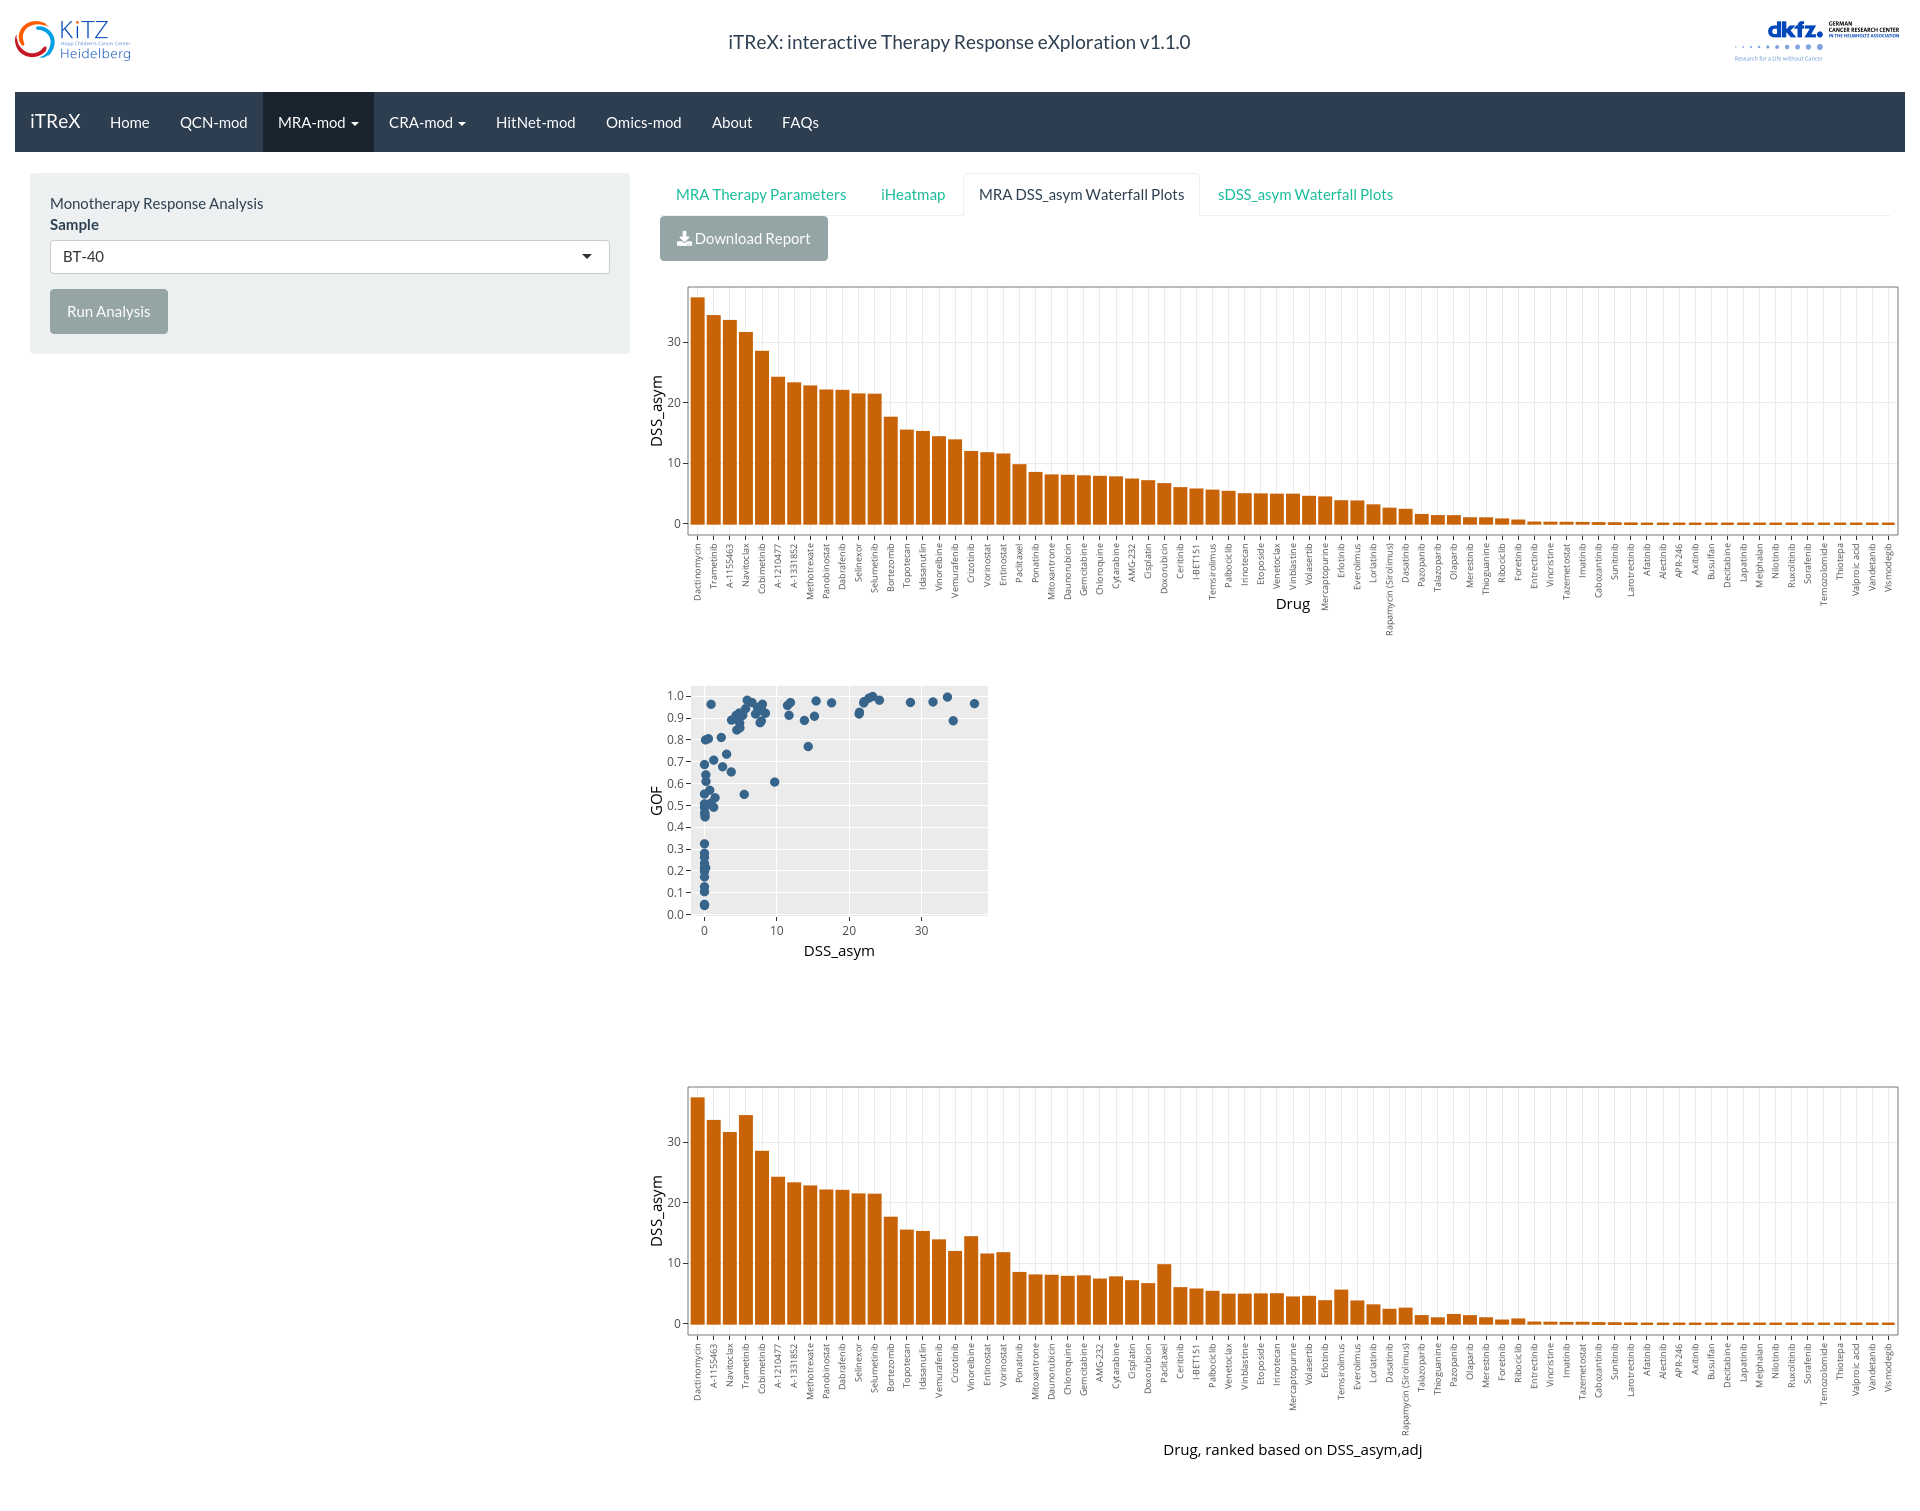 KiTZ
Hopp Children's Cancer Center
Heidelberg
iTReX: interactive Therapy Response eXploration v1.1.0
dkfz.
GERMAN
CANCER RESEARCH CENTER
IN THE HELMHOLTZ ASSOCIATION
Research for a Life without Cancer
iTReX Home QCN-mod MRA-mod CRA-mod HitNet-mod Omics-mod About FAQs
Monotherapy Response Analysis
Sample
BT-40
Run Analysis
MRA Therapy Parameters iHeatmap MRA DSS_asym Waterfall Plots sDSS_asym Waterfall Plots
Download Report
DSS_asym
30
20
10
0
Dactinomycin
Trametinib
A-1155463
Navitoclax
Cobimetinib
A-1210477
A-1331852
Methotrexate
Panobinostat
Dabrafenib
Selinexor
Selumetinib
Bortezomib
Topotecan
Idasanutlin
Vinorelbine
Vemurafenib
Crizotinib
Vorinostat
Entinostat
Paclitaxel
Ponatinib
Mitoxantrone
Daunorubicin
Gemcitabine
Chloroquine
Cytarabine
AMG-232
Cisplatin
Doxorubicin
Ceritinib
I-BET151
Temsirolimus
Palbociclib
Irinotecan
Etoposide
Venetoclax
Vinblastine
Volasertib
Mercaptopurine
Erlotinib
Everolimus
Lorlatinib
Rapamycin (Sirolimus)
Dasatinib
Pazopanib
Talazoparib
Olaparib
Merestinib
Thioguanine
Ribociclib
Foretinib
Entrectinib
Vincristine
Tazemetostat
Imatinib
Cabozantinib
Sunitinib
Larotrectinib
Afatinib
Alectinib
APR-246
Axitinib
Busulfan
Decitabine
Lapatinib
Melphalan
Nilotinib
Ruxolitinib
Sorafenib
Temozolomide
Thiotepa
Valproic acid
Vandetanib
Vismodegib
Drug
GOF
1.0
0.9
0.8
0.7
0.6
0.5
0.4
0.3
0.2
0.1
0.0
0 10 20 30
DSS_asym
DSS_asym
30
20
10
0
Dactinomycin
A-1155463
Navitoclax
Trametinib
Cobimetinib
A-1210477
A-1331852
Methotrexate
Panobinostat
Dabrafenib
Selinexor
Selumetinib
Bortezomib
Topotecan
Idasanutlin
Vemurafenib
Crizotinib
Vinorelbine
Entinostat
Vorinostat
Ponatinib
Mitoxantrone
Daunorubicin
Chloroquine
Gemcitabine
AMG-232
Cytarabine
Cisplatin
Doxorubicin
Paclitaxel
Ceritinib
I-BET151
Palbociclib
Venetoclax
Vinblastine
Etoposide
Irinotecan
Mercaptopurine
Volasertib
Erlotinib
Temsirolimus
Everolimus
Lorlatinib
Dasatinib
Rapamycin (Sirolimus)
Talazoparib
Thioguanine
Pazopanib
Olaparib
Merestinib
Foretinib
Ribociclib
Entrectinib
Vincristine
Imatinib
Tazemetostat
Cabozantinib
Sunitinib
Larotrectinib
Afatinib
Alectinib
APR-246
Axitinib
Busulfan
Decitabine
Lapatinib
Melphalan
Nilotinib
Ruxolitinib
Sorafenib
Temozolomide
Thiotepa
Valproic acid
Vandetanib
Vismodegib
Drug, ranked based on DSS_asym,adj